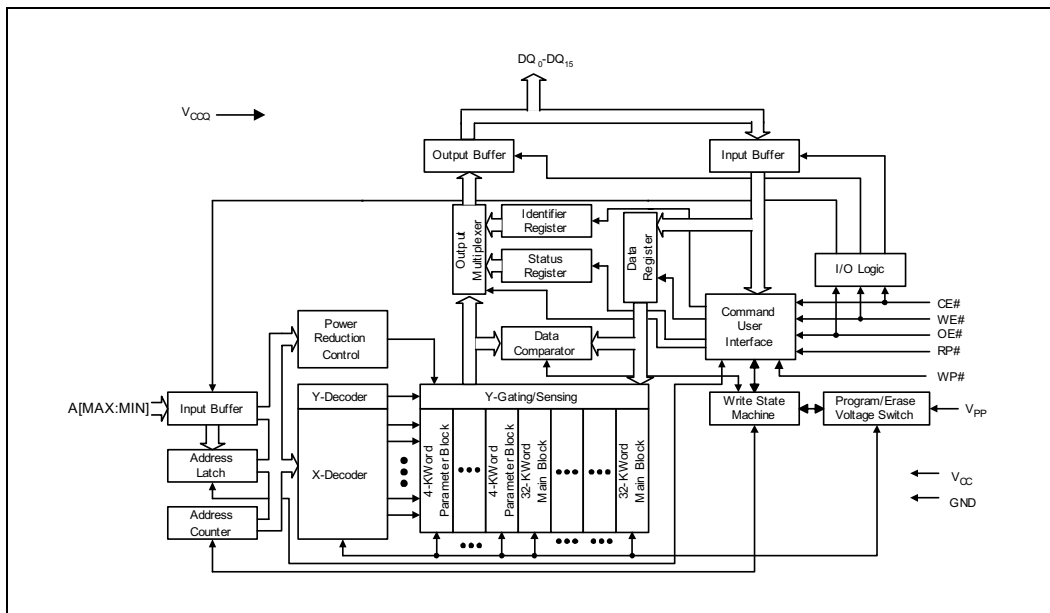 DQ0-DQ15
VCCQ
Output Buffer
Input Buffer
Output
Multiplexer
Identifier
Register
Status
Register
Data
Register
I/O Logic
CE#
WE#
OE#
RP#
WP#
Command
User
Interface
Power
Reduction
Control
Data
Comparator
A[MAX:MIN]
Input Buffer
Y-Decoder
Y-Gating/Sensing
Write State
Machine
Program/Erase
Voltage Switch
VPP
Address
Latch
X-Decoder
4-KWord
Parameter Block
4-KWord
Parameter Block
32-KWord
Main Block
32-KWord
Main Block
Address
Counter
VCC
GND